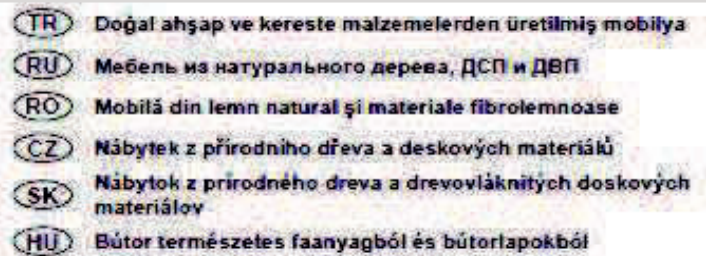 TR Doğal ahşap ve kereste malzemelerden üretilmiş mobilya
RU Мебель из натурального дерева, ДСП и ДВП
RO Mobilă din lemn natural şi materiale fibrolemnoase
CZ Nábytek z přírodního dřeva a deskových materiálů
SK Nábytok z prírodného dreva a drevovláknitých doskových
materiálov
HU Bútor természetes faanyagból és bútorlapokból